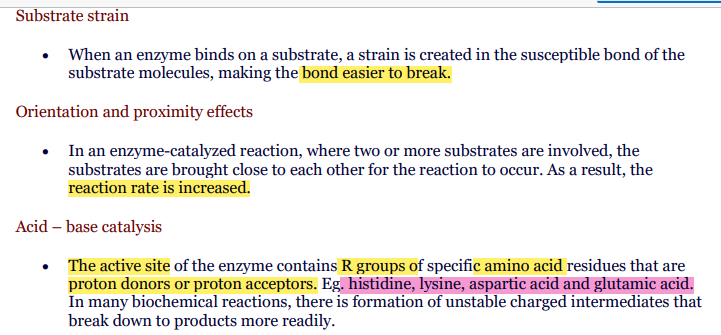 Substrate strain
• When an enzyme binds on a substrate, a strain is created in the susceptible bond of the
substrate molecules, making the bond easier to break.
Orientation and proximity effects
• In an enzyme-catalyzed reaction, where two or more substrates are involved, the
substrates are brought close to each other for the reaction to occur. As a result, the
reaction rate is increased.
Acid – base catalysis
• The active site of the enzyme contains R groups of specific amino acid residues that are
proton donors or proton acceptors. Eg. histidine, lysine, aspartic acid and glutamic acid.
In many biochemical reactions, there is formation of unstable charged intermediates that
break down to products more readily.